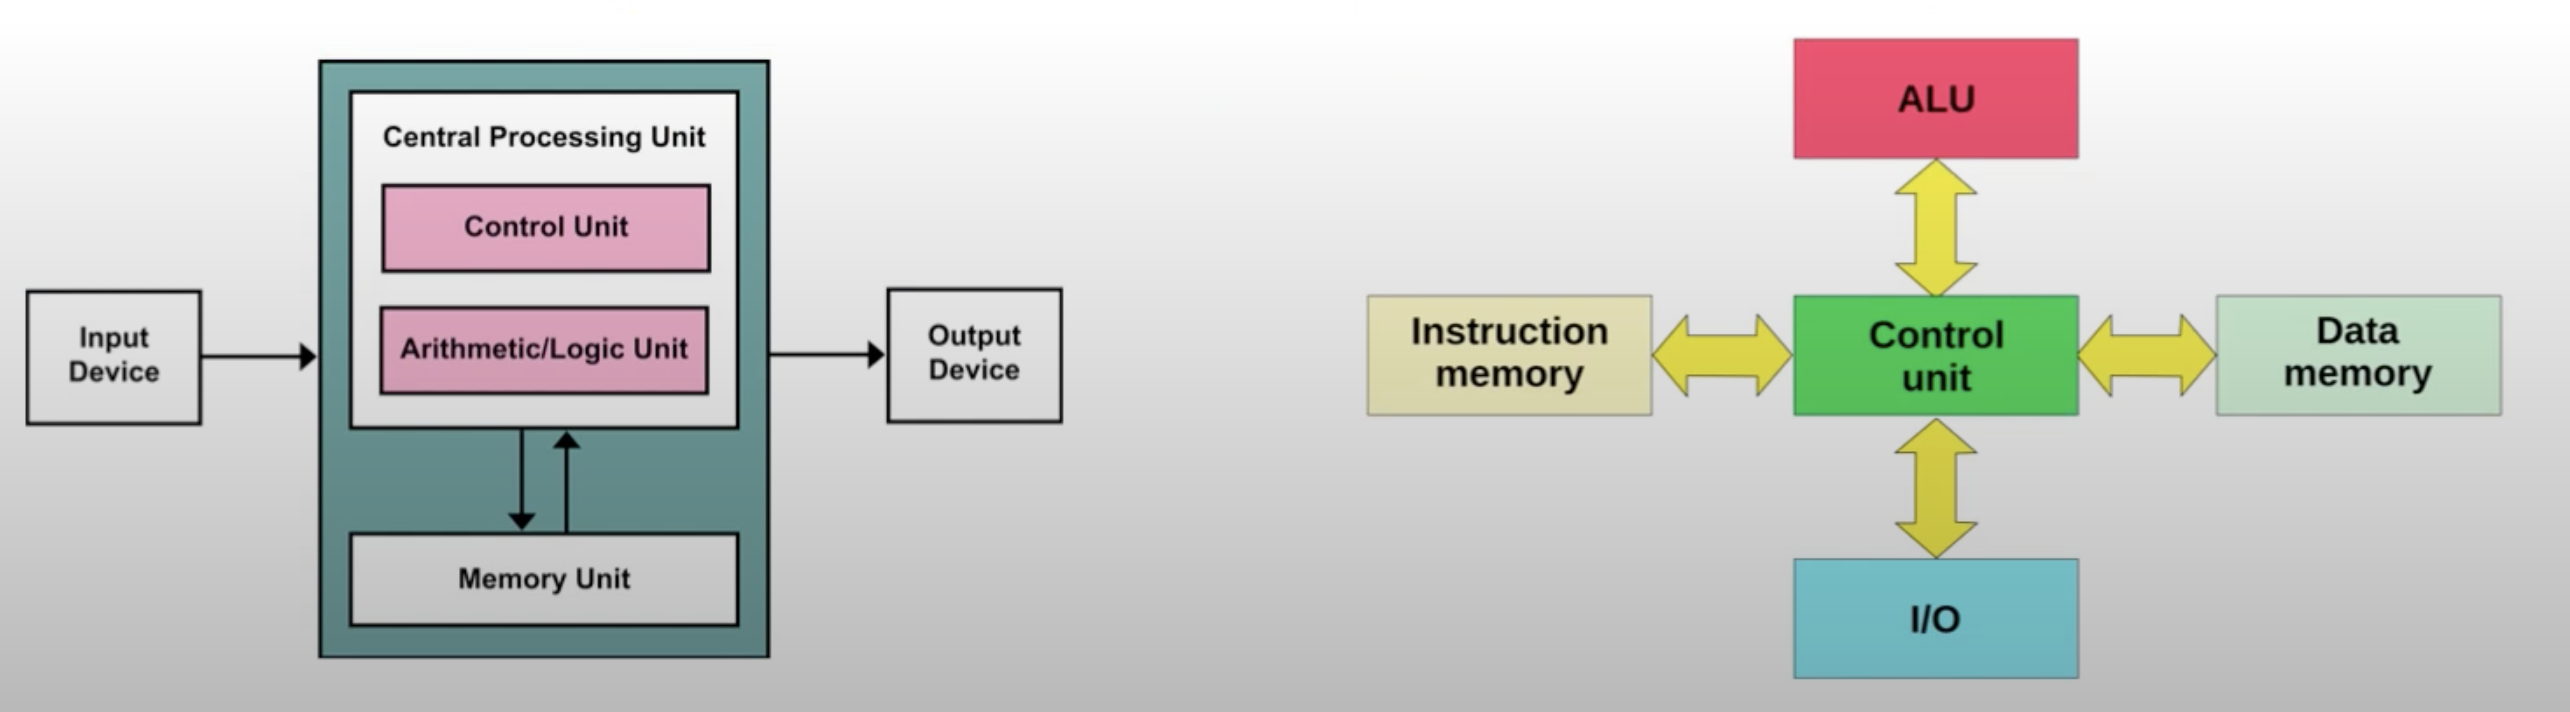 Central Processing Unit
Control Unit
Arithmetic/Logic Unit
Input
Device
Output
Device
Memory Unit
ALU
Instruction
memory
Control
unit
Data
memory
I/O